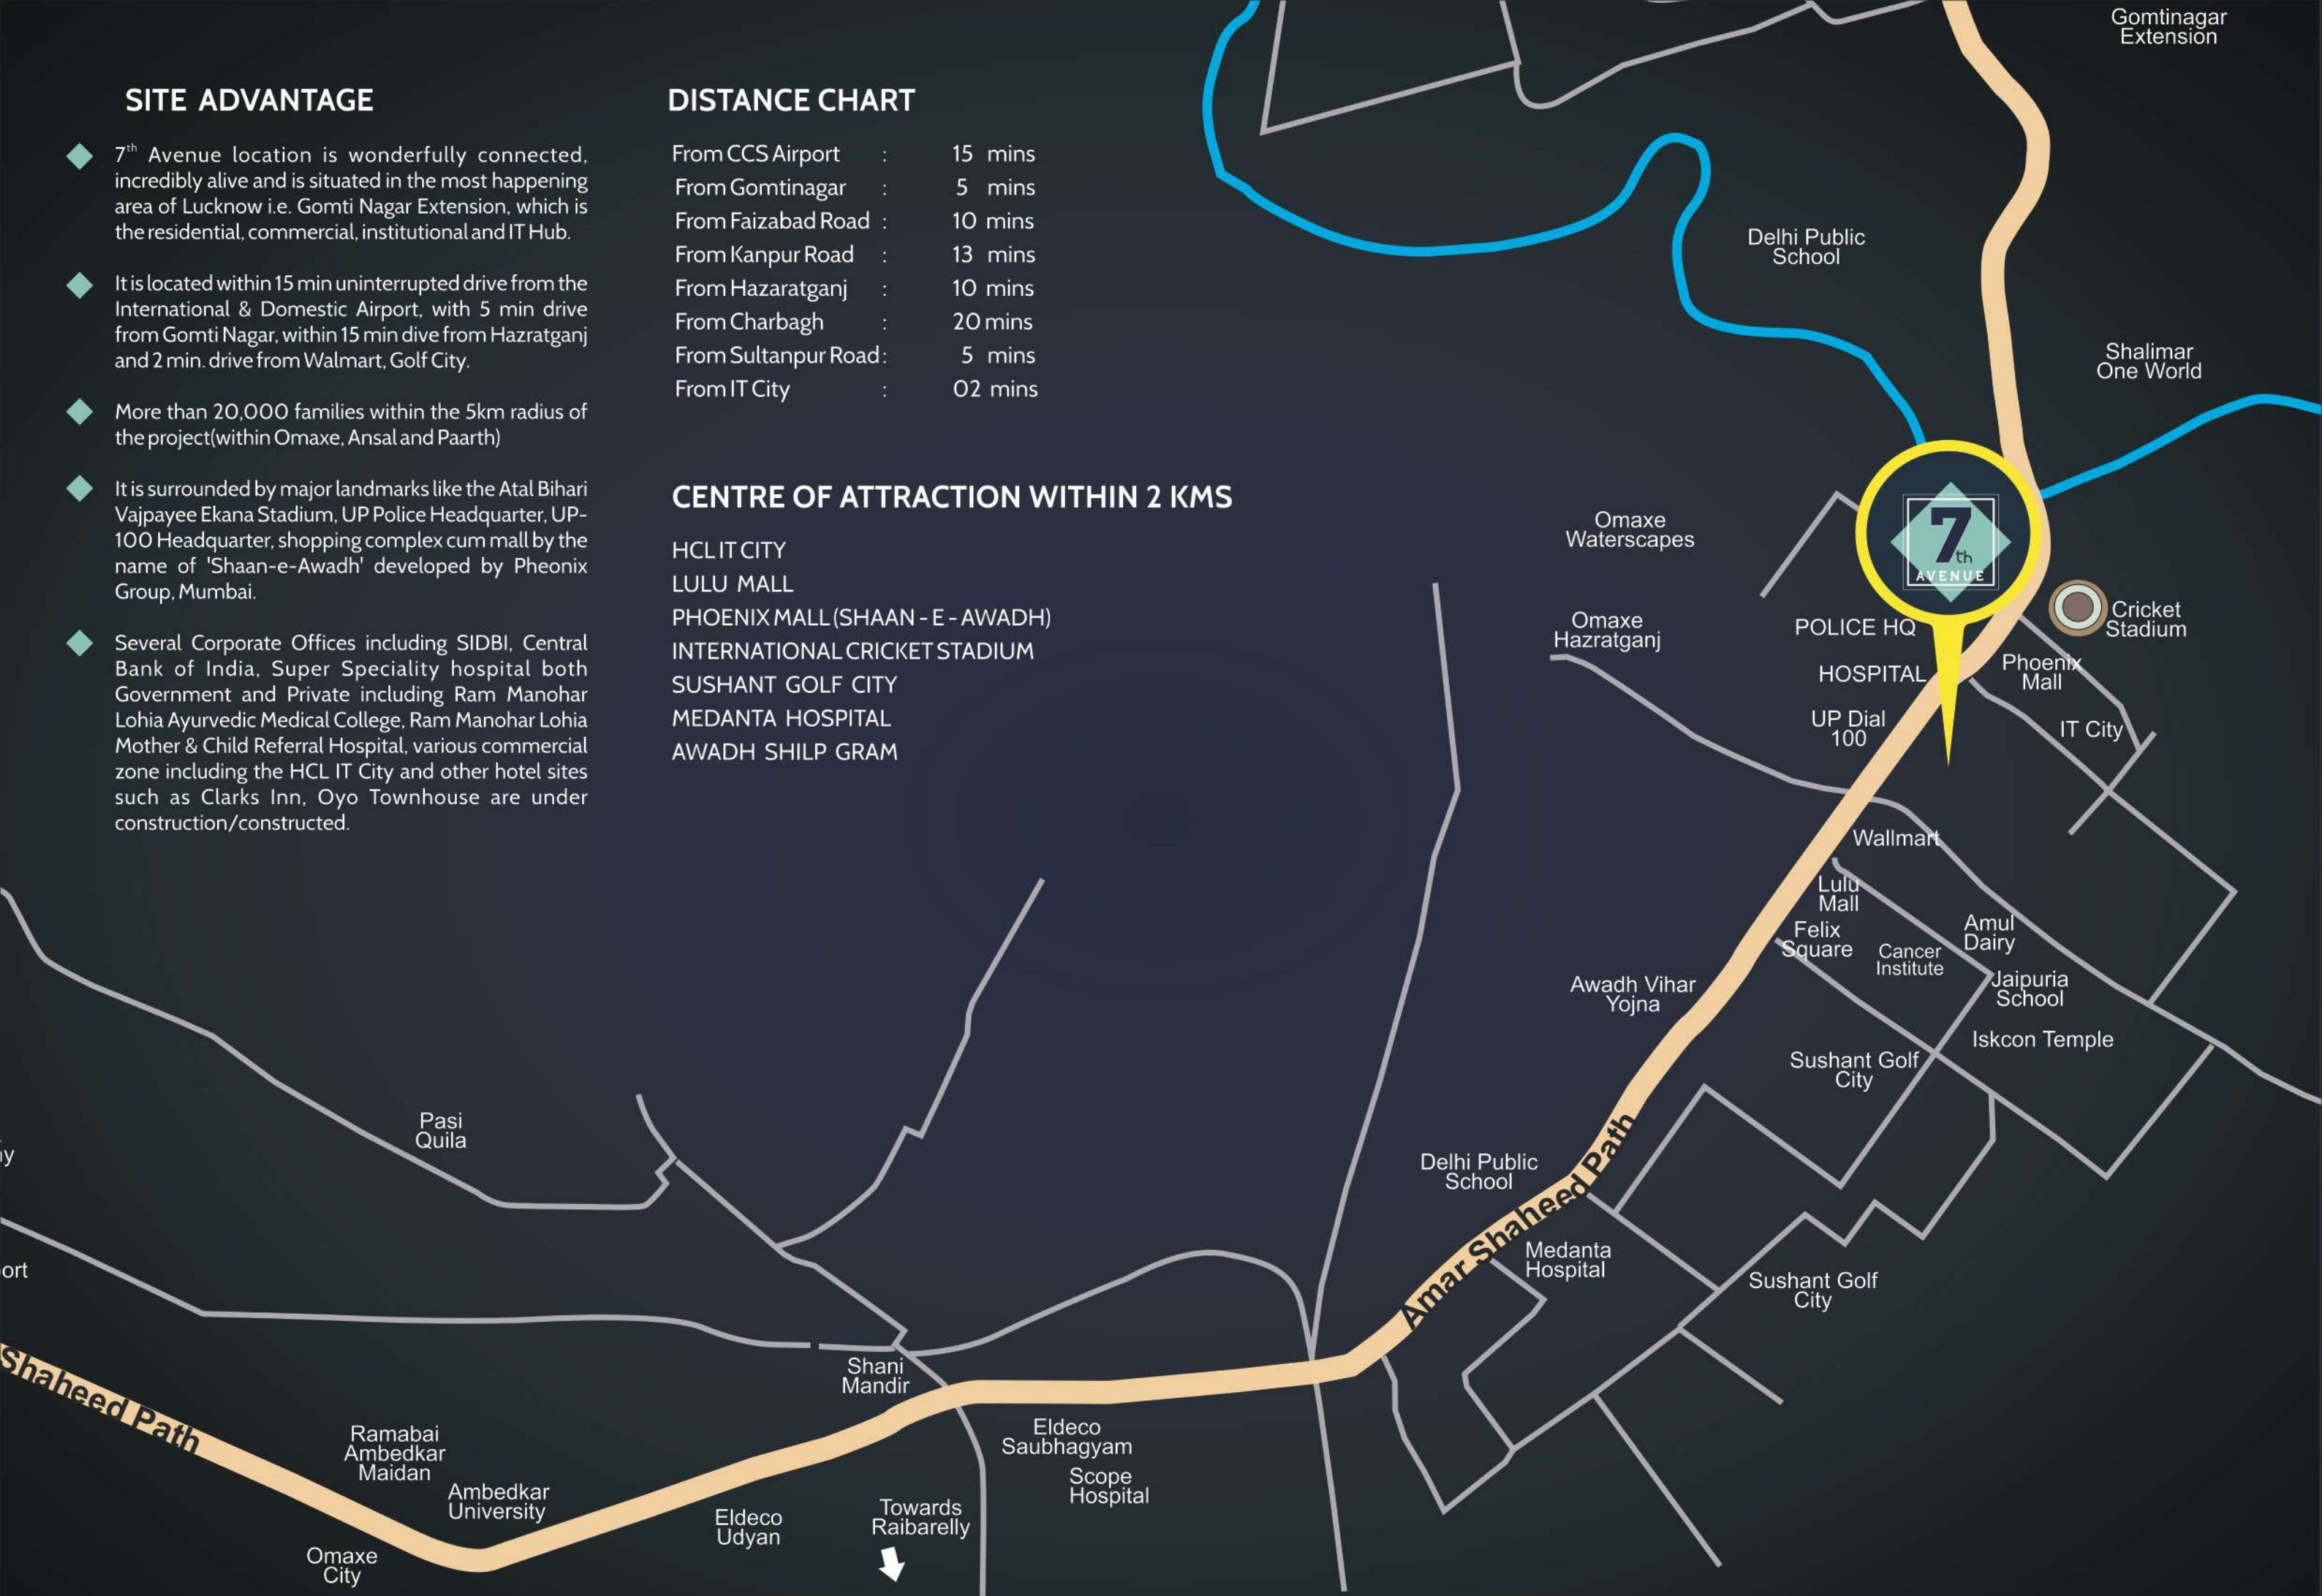 SITE ADVANTAGE
7th Avenue location is wonderfully connected,
incredibly alive and is situated in the most happening
area of Lucknow i.e. Gomti Nagar Extension, which is
the residential, commercial, institutional and IT Hub.
It is located within 15 min uninterrupted drive from the
International & Domestic Airport, with 5 min drive
from Gomti Nagar, within 15 min dive from Hazratganj
and 2 min. drive from Walmart, Golf City.
More than 20,000 families within the 5km radius of
the project(within Omaxe, Ansal and Paarth)
It is surrounded by major landmarks like the Atal Bihari
Vajpayee Ekana Stadium, UP Police Headquarter, UP-
100 Headquarter, shopping complex cum mall by the
name of 'Shaan-e-Awadh' developed by Pheonix
Group, Mumbai.
Several Corporate Offices including SIDBI, Central
Bank of India, Super Speciality hospital both
Government and Private including Ram Manohar
Lohia Ayurvedic Medical College, Ram Manohar Lohia
Mother & Child Referral Hospital, various commercial
zone including the HCL IT City and other hotel sites
such as Clarks Inn, Oyo Townhouse are under
construction/constructed.
DISTANCE CHART
From CCS Airport : 15 mins
From Gomtinagar : 5 mins
From Faizabad Road : 10 mins
From Kanpur Road : 13 mins
From Hazaratganj : 10 mins
From Charbagh : 20 mins
From Sultanpur Road : 5 mins
From IT City : 02 mins
CENTRE OF ATTRACTION WITHIN 2 KMS
HCL IT CITY
LULU MALL
PHOENIX MALL (SHAAN - E - AWADH)
INTERNATIONAL CRICKET STADIUM
SUSHANT GOLF CITY
MEDANTA HOSPITAL
AWADH SHILP GRAM
Gomtinagar
Extension
Delhi Public
School
Shalimar
One World
7th
AVENUE
Omaxe
Waterscapes
Omaxe
Hazratganj
POLICE HQ
HOSPITAL
UP Dial
100
Cricket
Stadium
Phoenix
Mall
IT City
Wallmart
Lulu
Mall
Felix
Square
Cancer
Institute
Amul
Dairy
Jaipuria
School
Iskcon Temple
Awadh Vihar
Yojna
Sushant Golf
City
Delhi Public
School
Amar Shaheed Path
Medanta
Hospital
Sushant Golf
City
Pasi
Quila
y
ort
Shaheed Path
Shani
Mandir
Ramabai
Ambedkar
Maidan
Ambedkar
University
Omaxe
City
Eldeco
Udyan
Towards
Raibarelly
Eldeco
Saubhagyam
Scope
Hospital